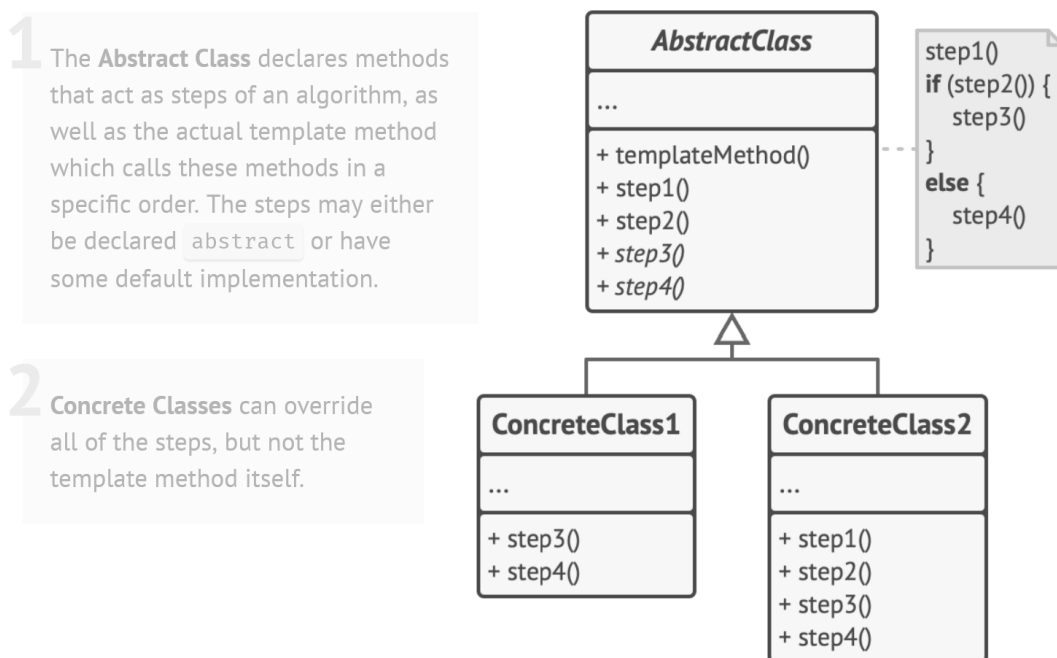 1
The Abstract Class declares methods
that act as steps of an algorithm, as
well as the actual template method
which calls these methods in a
specific order. The steps may either
be declared abstract or have
some default implementation.
AbstractClass
...
+ templateMethod()
+ step1()
+ step2()
+ step3()
+ step4()
step1()
if (step2()) {
step3()
}
else {
step4()
}
2
Concrete Classes can override
all of the steps, but not the
template method itself.
ConcreteClass1
...
+ step3()
+ step4()
ConcreteClass2
...
+ step1()
+ step2()
+ step3()
+ step4()